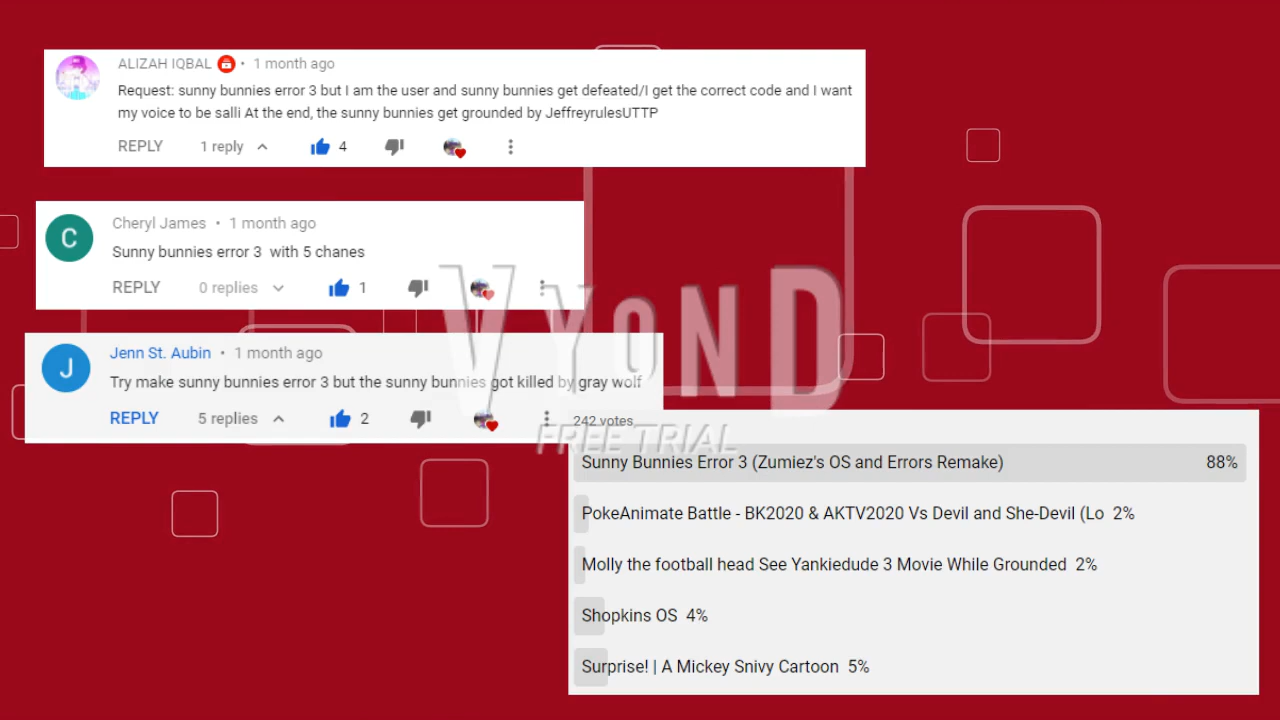 ALIZAH IQBAL • 1 month ago
Request: sunny bunnies error 3 but I am the user and sunny bunnies get defeated/I get the correct code and I want
my voice to be salli At the end, the sunny bunnies get grounded by JeffreyrulesUTTP
REPLY 1 reply 4
C
Cheryl James • 1 month ago
Sunny bunnies error 3 with 5 chanes
REPLY 0 replies 1
J
Jenn St. Aubin • 1 month ago
Try make sunny bunnies error 3 but the sunny bunnies got killed by gray wolf
REPLY 5 replies 2
VYOND
FREE TRIAL
242 votes
Sunny Bunnies Error 3 (Zumiez's OS and Errors Remake) 88%
PokeAnimate Battle - BK2020 & AKTV2020 Vs Devil and She-Devil (Lo 2%
Molly the football head See Yankiedude 3 Movie While Grounded 2%
Shopkins OS 4%
Surprise! | A Mickey Snivy Cartoon 5%